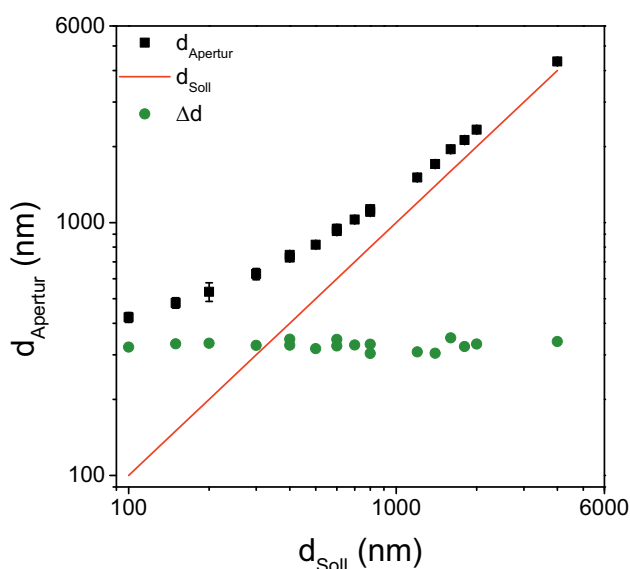 6000
d_Apertur
d_Soll
Δd
1000
100
d_Apertur (nm)
100 1000 6000
d_Soll (nm)